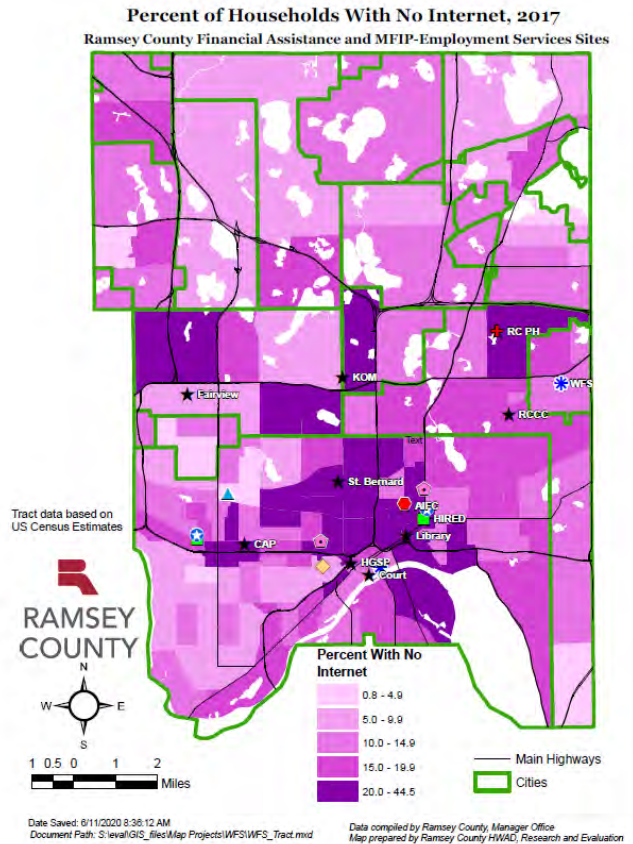 Percent of Households With No Internet, 2017
Ramsey County Financial Assistance and MFIP-Employment Services Sites
RC PH
KOM
WFS
Fairview
RCCC
Text
St. Bernard
AIFC
HIRED
Library
CAP
HGSP
Court
Tract data based on
US Census Estimates
RAMSEY
COUNTY
N
W
E
S
1 0.5 0 1 2
Miles
Percent With No
Internet
0.8 - 4.9
5.0 - 9.9
10.0 - 14.9
15.0 - 19.9
20.0 - 44.5
Main Highways
Cities
Date Saved: 6/11/2020 8:36:12 AM
Document Path: S:\eval\GIS_files\Map Projects\WFS\WFS_Tract.mxd
Data compiled by Ramsey County, Manager Office
Map prepared by Ramsey County HWAD, Research and Evaluation